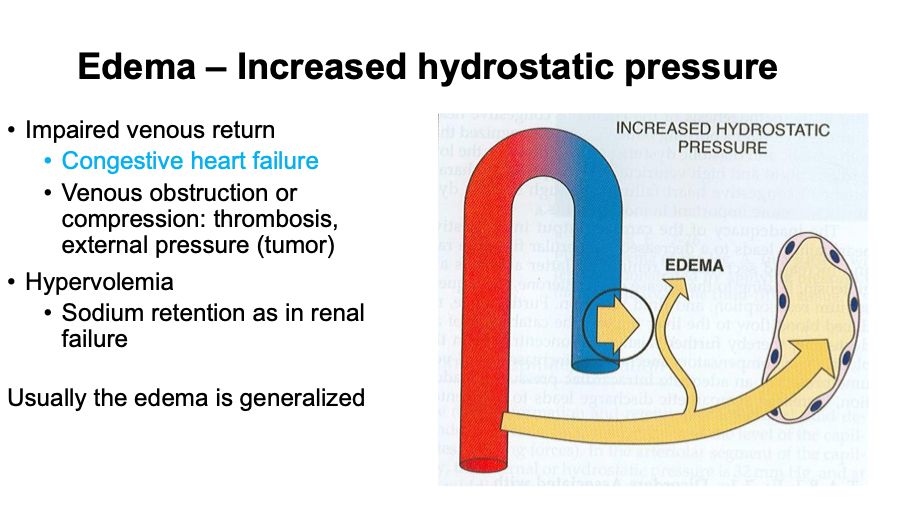 Edema – Increased hydrostatic pressure
• Impaired venous return
• Congestive heart failure
• Venous obstruction or
compression: thrombosis,
external pressure (tumor)
• Hypervolemia
• Sodium retention as in renal
failure
Usually the edema is generalized
INCREASED HYDROSTATIC
PRESSURE
EDEMA